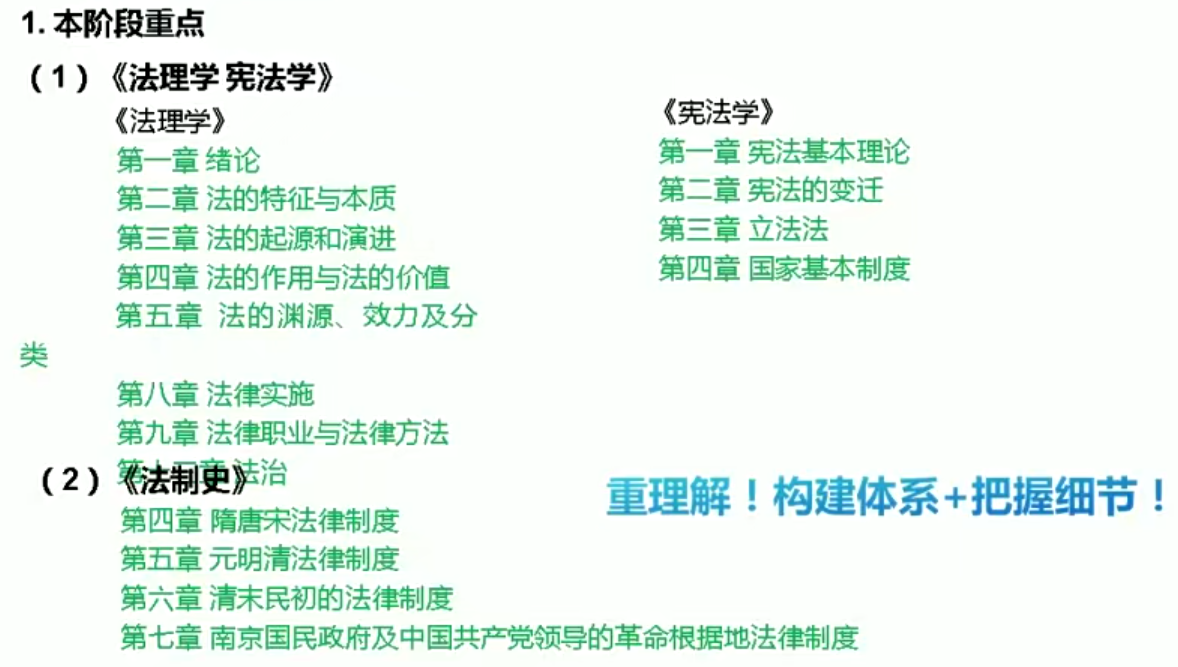 1. 本阶段重点
（1）《法理学 宪法学》
《法理学》
第一章 绪论
第二章 法的特征与本质
第三章 法的起源和演进
第四章 法的作用与法的价值
第五章 法的渊源、效力及分
类
第八章 法律实施
第九章 法律职业与法律方法
法治
《宪法学》
第一章 宪法基本理论
第二章 宪法的变迁
第三章 立法法
第四章 国家基本制度
（2）《法制史》
第四章 隋唐宋法律制度
第五章 元明清法律制度
第六章 清末民初的法律制度
第七章 南京国民政府及中国共产党领导的革命根据地法律制度
重理解！构建体系+把握细节！